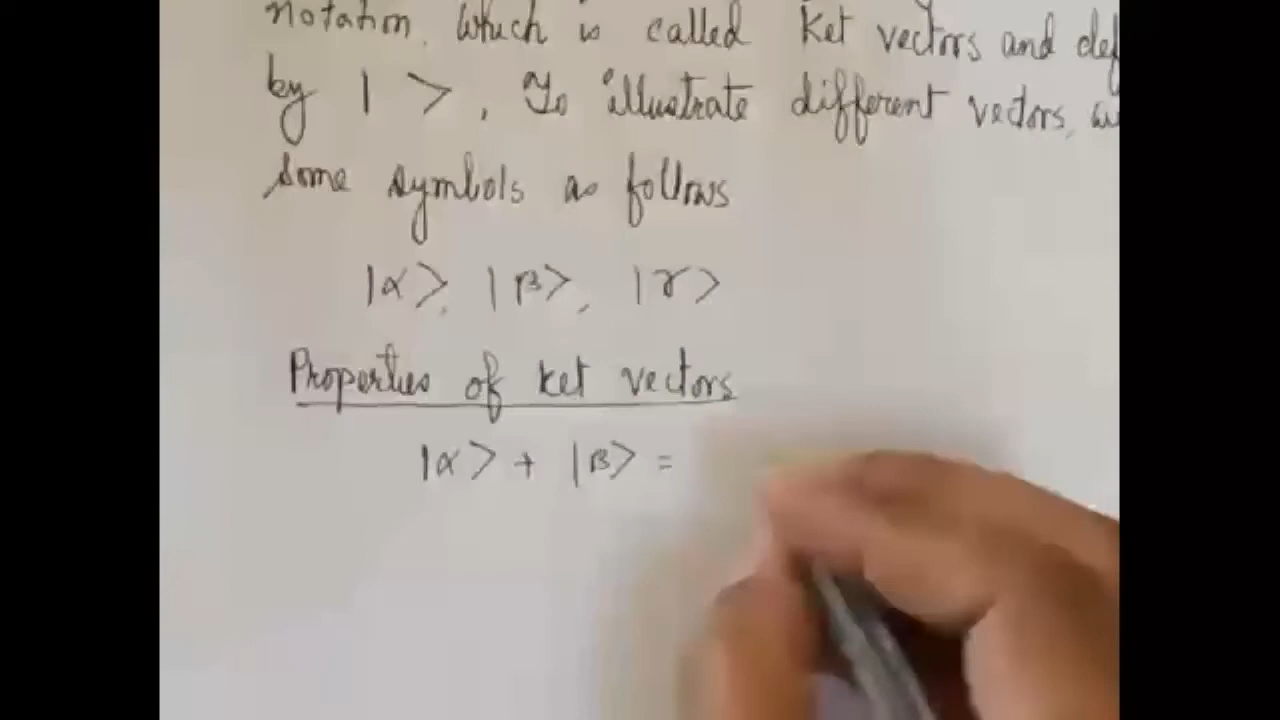 notation, which is called ket vectors and def
by | >, To illustrate different vectors,
some symbols as follows
|α>, |β>, |γ>
Properties of ket vectors
|α> + |β> =